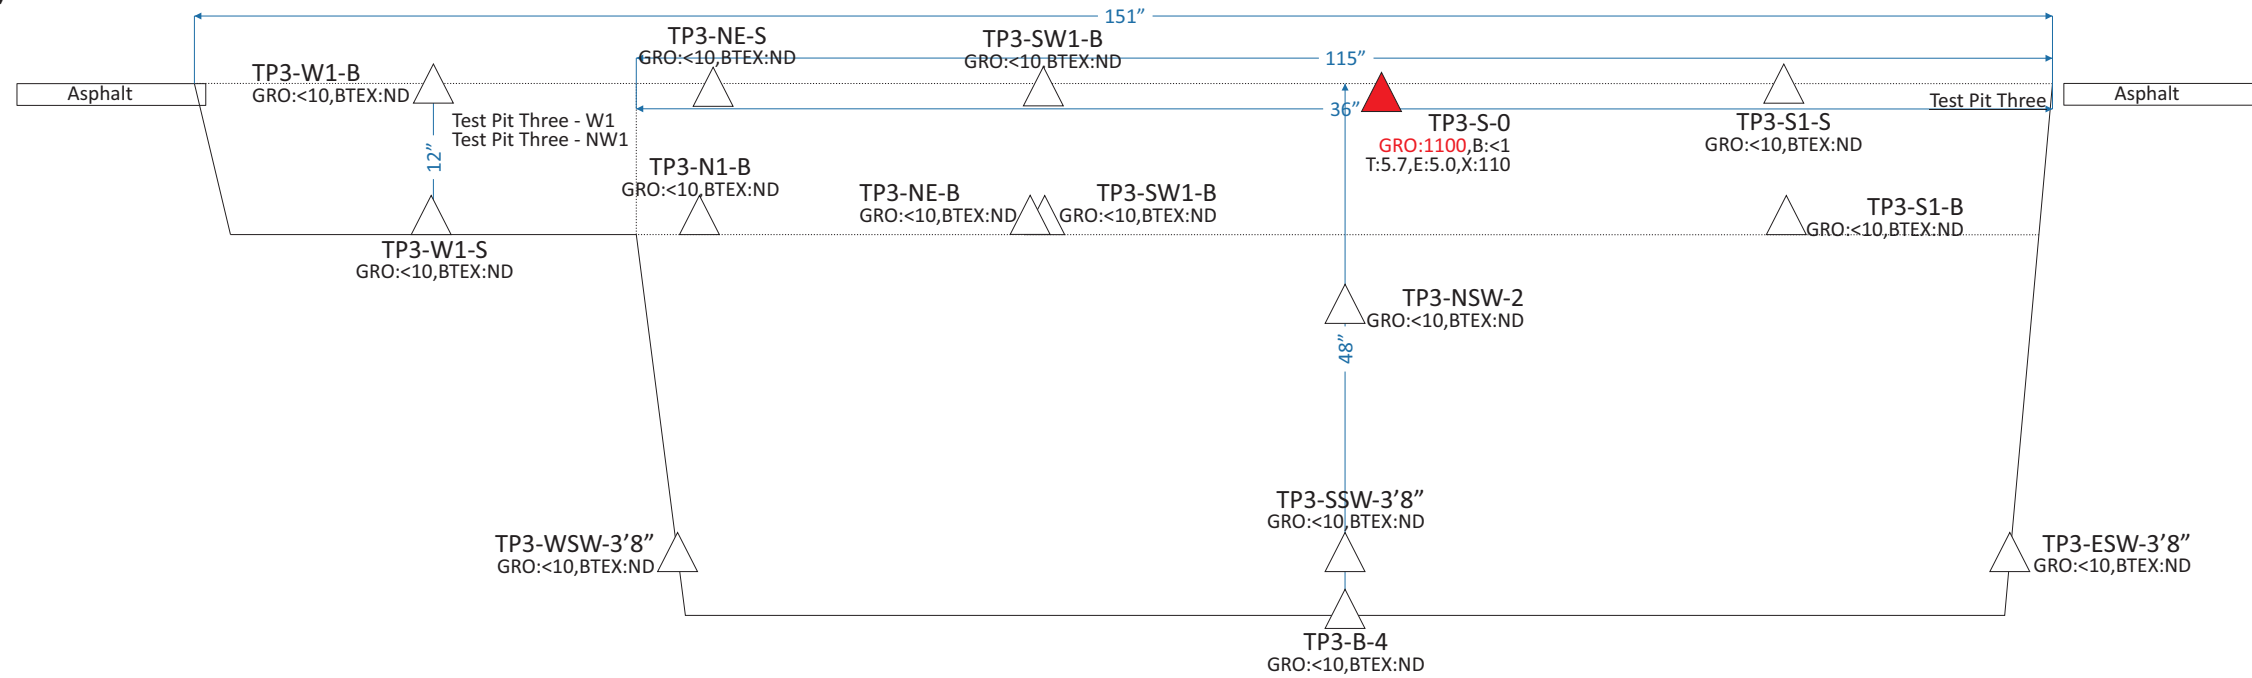 151”
TP3-NE-S
GRO:<10,BTEX:ND
TP3-SW1-B
GRO:<10,BTEX:ND
115”
TP3-W1-B
GRO:<10,BTEX:ND
Asphalt
Asphalt
Test Pit Three
36”
Test Pit Three - W1
Test Pit Three - NW1
12”
TP3-S-0
GRO:1100,B:<1
T:5.7,E:5.0,X:110
TP3-S1-S
GRO:<10,BTEX:ND
TP3-N1-B
GRO:<10,BTEX:ND
TP3-NE-B
GRO:<10,BTEX:ND
TP3-SW1-B
GRO:<10,BTEX:ND
TP3-S1-B
GRO:<10,BTEX:ND
TP3-W1-S
GRO:<10,BTEX:ND
TP3-NSW-2
GRO:<10,BTEX:ND
48”
TP3-SSW-3’8”
GRO:<10,BTEX:ND
TP3-WSW-3’8”
GRO:<10,BTEX:ND
TP3-ESW-3’8”
GRO:<10,BTEX:ND
TP3-B-4
GRO:<10,BTEX:ND